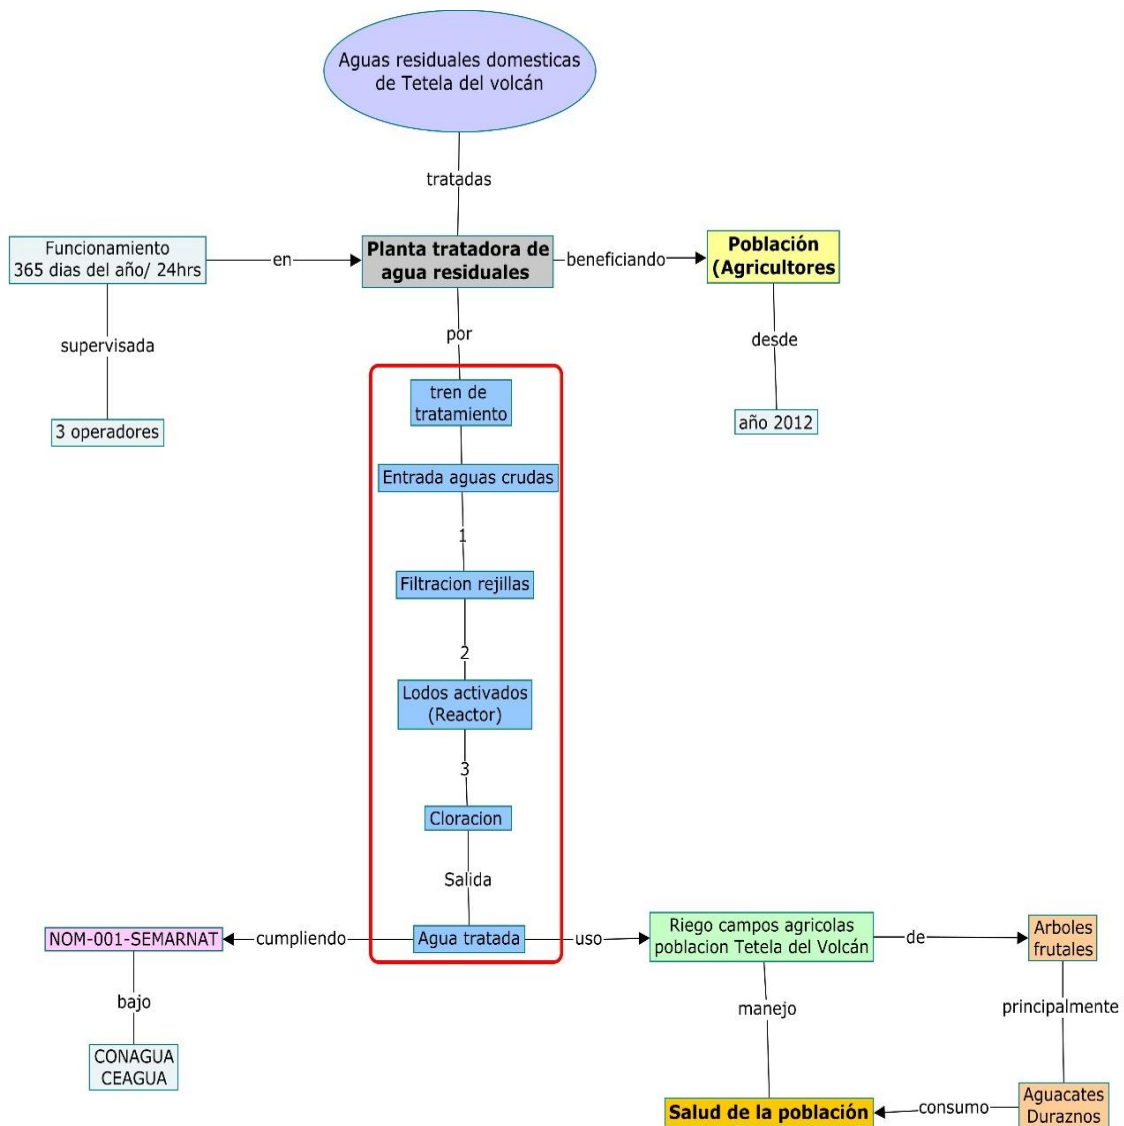 Aguas residuales domesticas
de Tetela del volcán
tratadas
Funcionamiento
365 dias del año/ 24hrs
en
Planta tratadora de
agua residuales
beneficiando
Población
(Agricultores
supervisada
por
desde
3 operadores
tren de
tratamiento
año 2012
Entrada aguas crudas
1
Filtracion rejillas
2
Lodos activados
(Reactor)
3
Cloracion
Salida
NOM-001-SEMARNAT
cumpliendo
Agua tratada
uso
Riego campos agricolas
poblacion Tetela del Volcán
de
Arboles
frutales
bajo
manejo
principalmente
CONAGUA
CEAGUA
Salud de la población
consumo
Aguacates
Duraznos